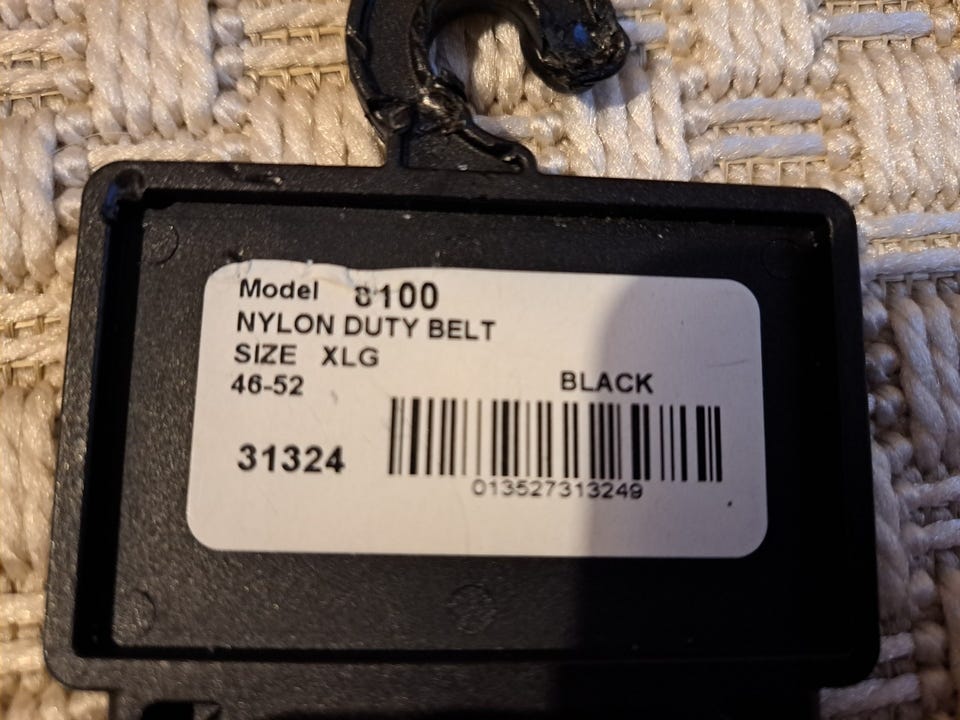 Model 8100
NYLON DUTY BELT
SIZE XLG
46-52 BLACK
31324
013527313249